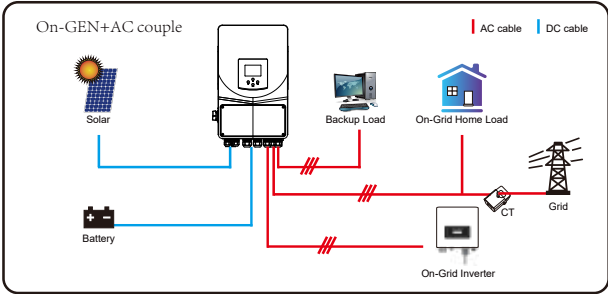 On-GEN+AC couple
AC cable
DC cable
Solar
Backup Load
On-Grid Home Load
Battery
CT
Grid
On-Grid Inverter